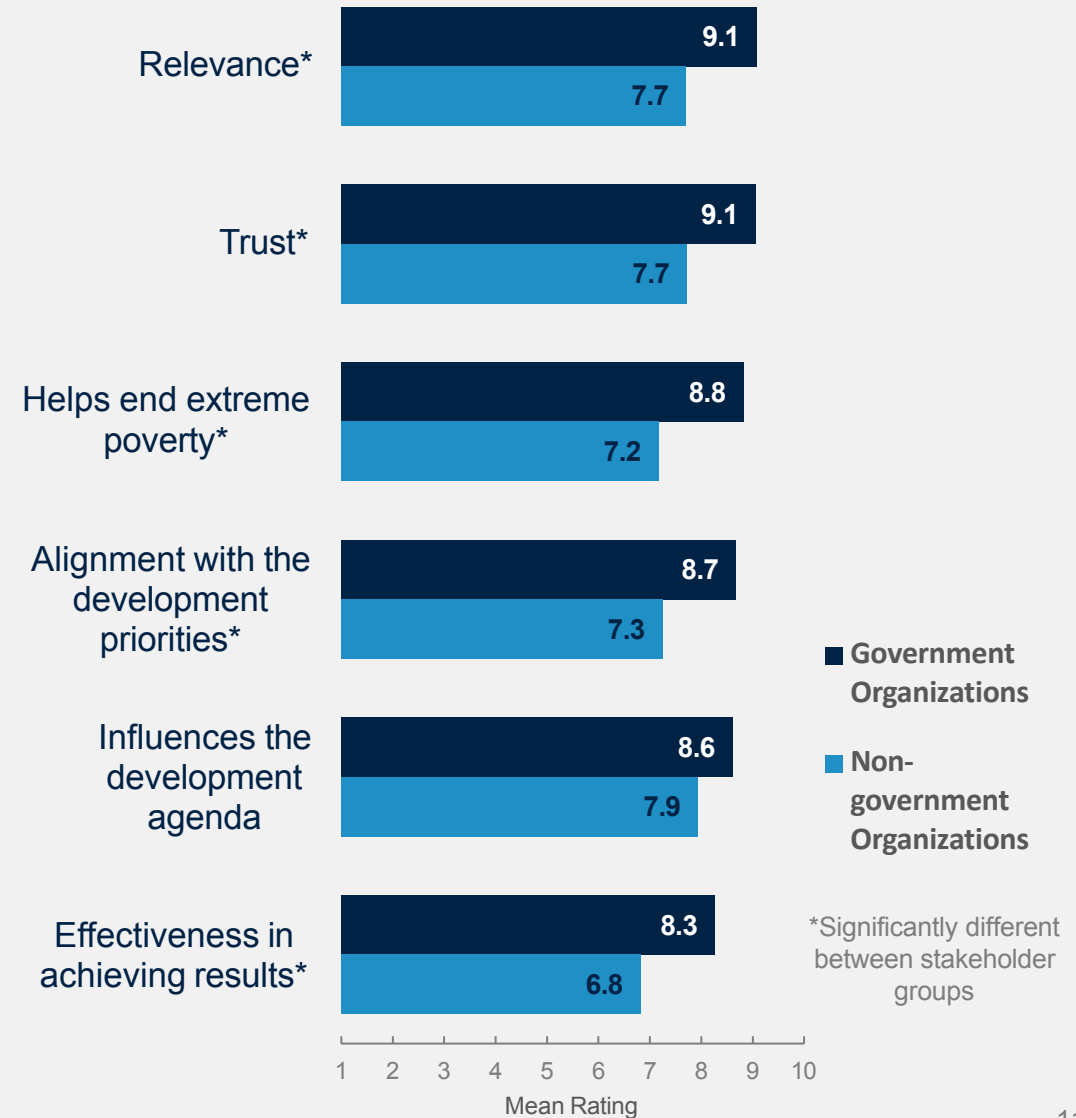 Relevance*
9.1
7.7
Trust*
9.1
7.7
Helps end extreme
poverty*
8.8
7.2
Alignment with the
development
priorities*
8.7
7.3
Influences the
development
agenda
8.6
7.9
Effectiveness in
achieving results*
8.3
6.8
1 2 3 4 5 6 7 8 9 10
Mean Rating
Government
Organizations
Non-
government
Organizations
*Significantly different
between stakeholder
groups